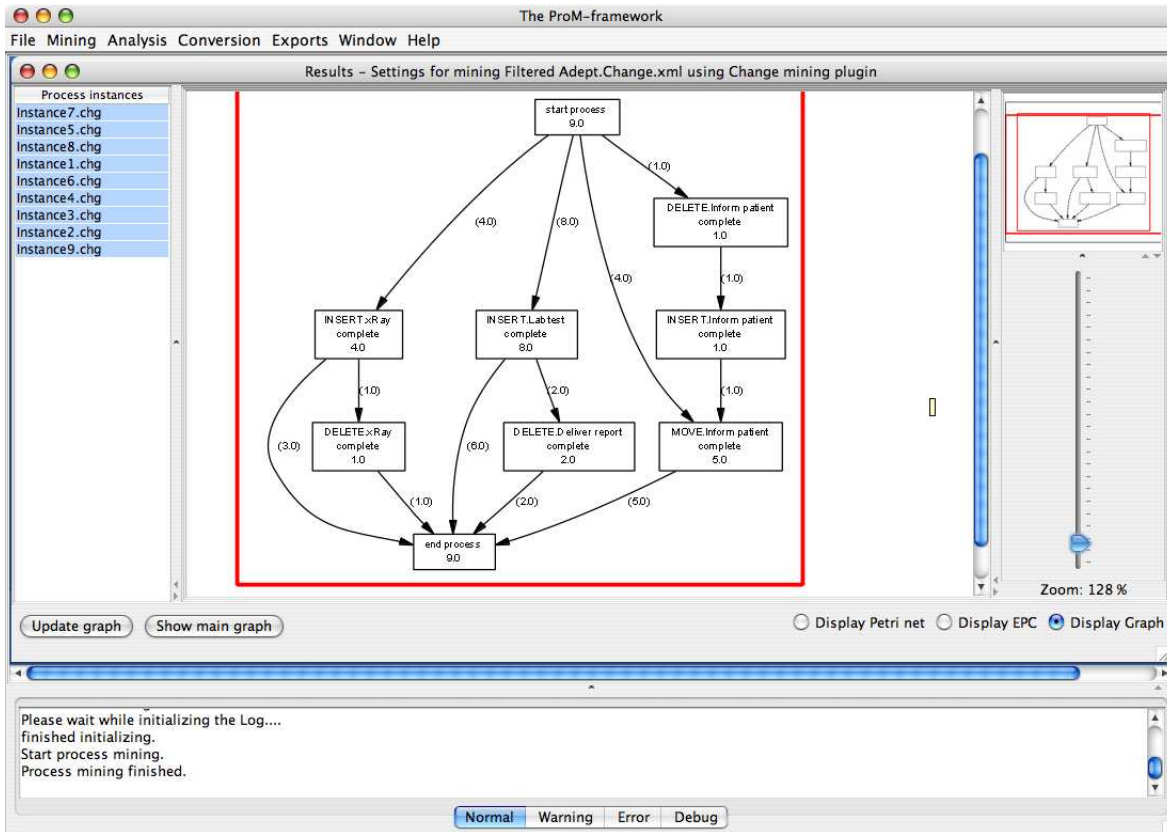 The ProM-framework
File Mining Analysis Conversion Exports Window Help
Results – Settings for mining Filtered Adept.Change.xml using Change mining plugin
Process instances
Instance7.chg
Instance5.chg
Instance8.chg
Instance1.chg
Instance6.chg
Instance4.chg
Instance3.chg
Instance2.chg
Instance9.chg
start process
9.0
(1.0)
(4.0)
(8.0)
DELETE.Inform patient
complete
1.0
(4.0)
(1.0)
INSERT.xRay
complete
4.0
INSERT.Lab test
complete
8.0
INSERT.Inform patient
complete
1.0
(1.0)
(2.0)
(1.0)
DELETE.xRay
complete
1.0
DELETE.Deliver report
complete
2.0
MOVE.Inform patient
complete
5.0
(3.0)
(6.0)
(1.0)
(2.0)
(5.0)
end process
9.0
Zoom: 128 %
Update graph Show main graph
Display Petri net Display EPC Display Graph
Please wait while initializing the Log....
finished initializing.
Start process mining.
Process mining finished.
Normal Warning Error Debug